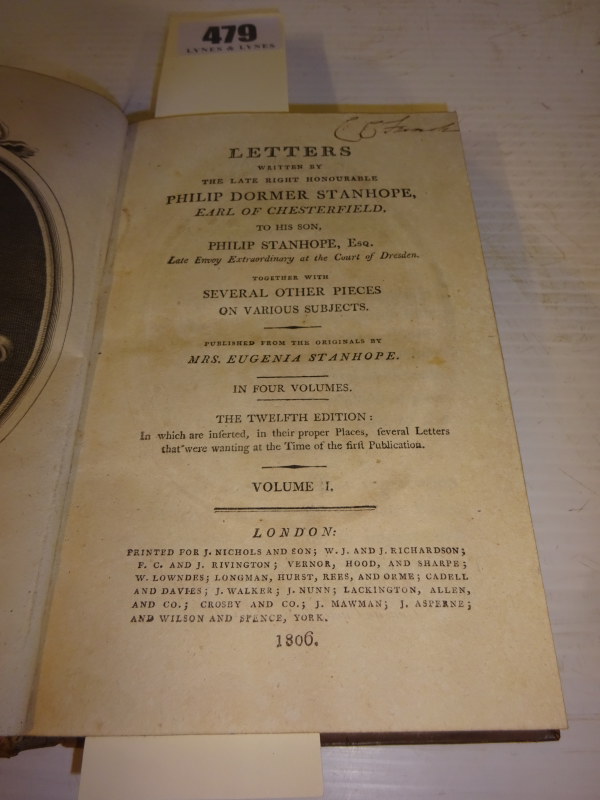 479
LYNES & LYNES
LETTERS
WRITTEN BY
THE LATE RIGHT HONOURABLE
PHILIP DORMER STANHOPE,
EARL OF CHESTERFIELD,
TO HIS SON,
PHILIP STANHOPE, Esq.
Late Envoy Extraordinary at the Court of Dresden.
TOGETHER WITH
SEVERAL OTHER PIECES
ON VARIOUS SUBJECTS.
PUBLISHED FROM THE ORIGINALS BY
MRS. EUGENIA STANHOPE.
IN FOUR VOLUMES.
THE TWELFTH EDITION:
In which are inſerted, in their proper Places, ſeveral Letters
that were wanting at the Time of the firſt Publication.
VOLUME I.
LONDON:
PRINTED FOR J. NICHOLS AND SON; W. J. AND J. RICHARDSON;
F. C. AND J. RIVINGTON; VERNOR, HOOD, AND SHARPE;
W. LOWNDES; LONGMAN, HURST, REES, AND ORME; CADELL
AND DAVIES; J. WALKER; J. NUNN; LACKINGTON, ALLEN,
AND CO.; CROSBY AND CO.; J. MAWMAN; J. ASPERNE;
AND WILSON AND SPENCE, YORK.
1806.